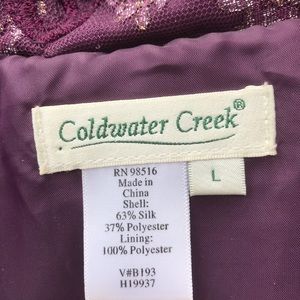 Coldwater Creek®
L
RN 98516
Made in
China
Shell:
63% Silk
37% Polyester
Lining:
100% Polyester
V#B193
H19937